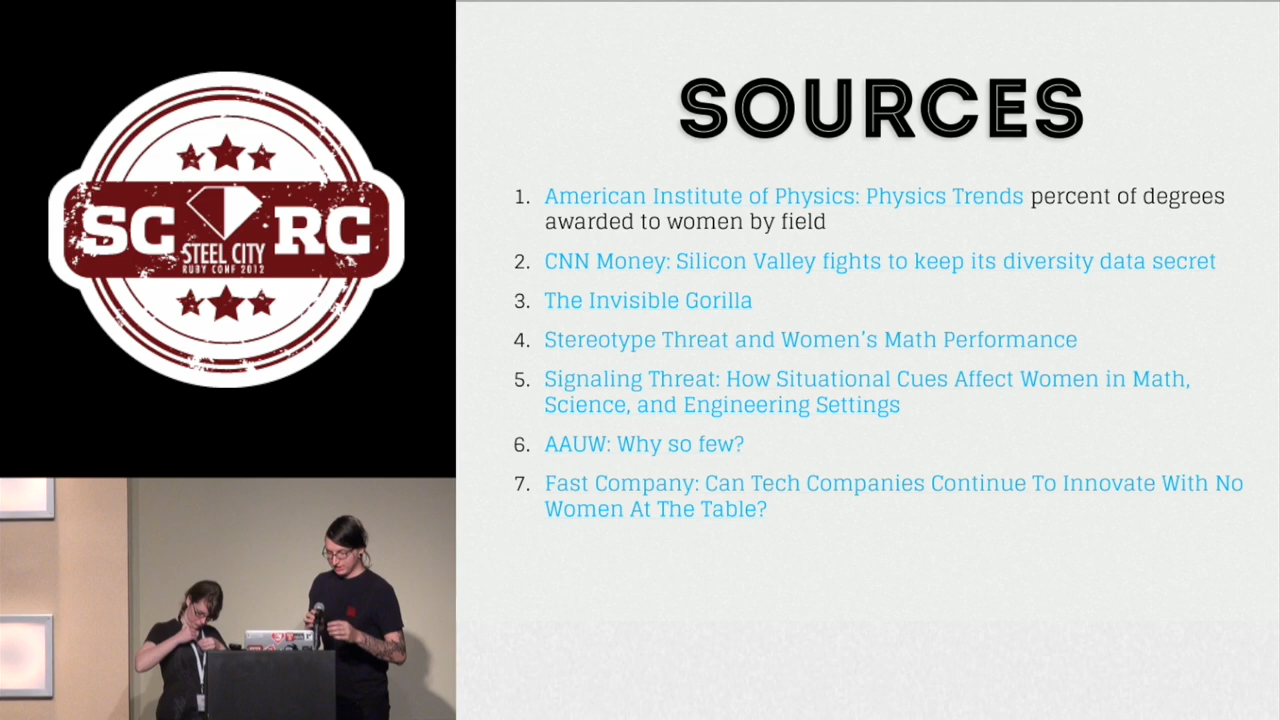 SC RC
STEEL CITY
RUBY CONF 2012
SOURCES
1. American Institute of Physics: Physics Trends percent of degrees
awarded to women by field
2. CNN Money: Silicon Valley fights to keep its diversity data secret
3. The Invisible Gorilla
4. Stereotype Threat and Women's Math Performance
5. Signaling Threat: How Situational Cues Affect Women in Math,
Science, and Engineering Settings
6. AAUW: Why so few?
7. Fast Company: Can Tech Companies Continue To Innovate With No
Women At The Table?